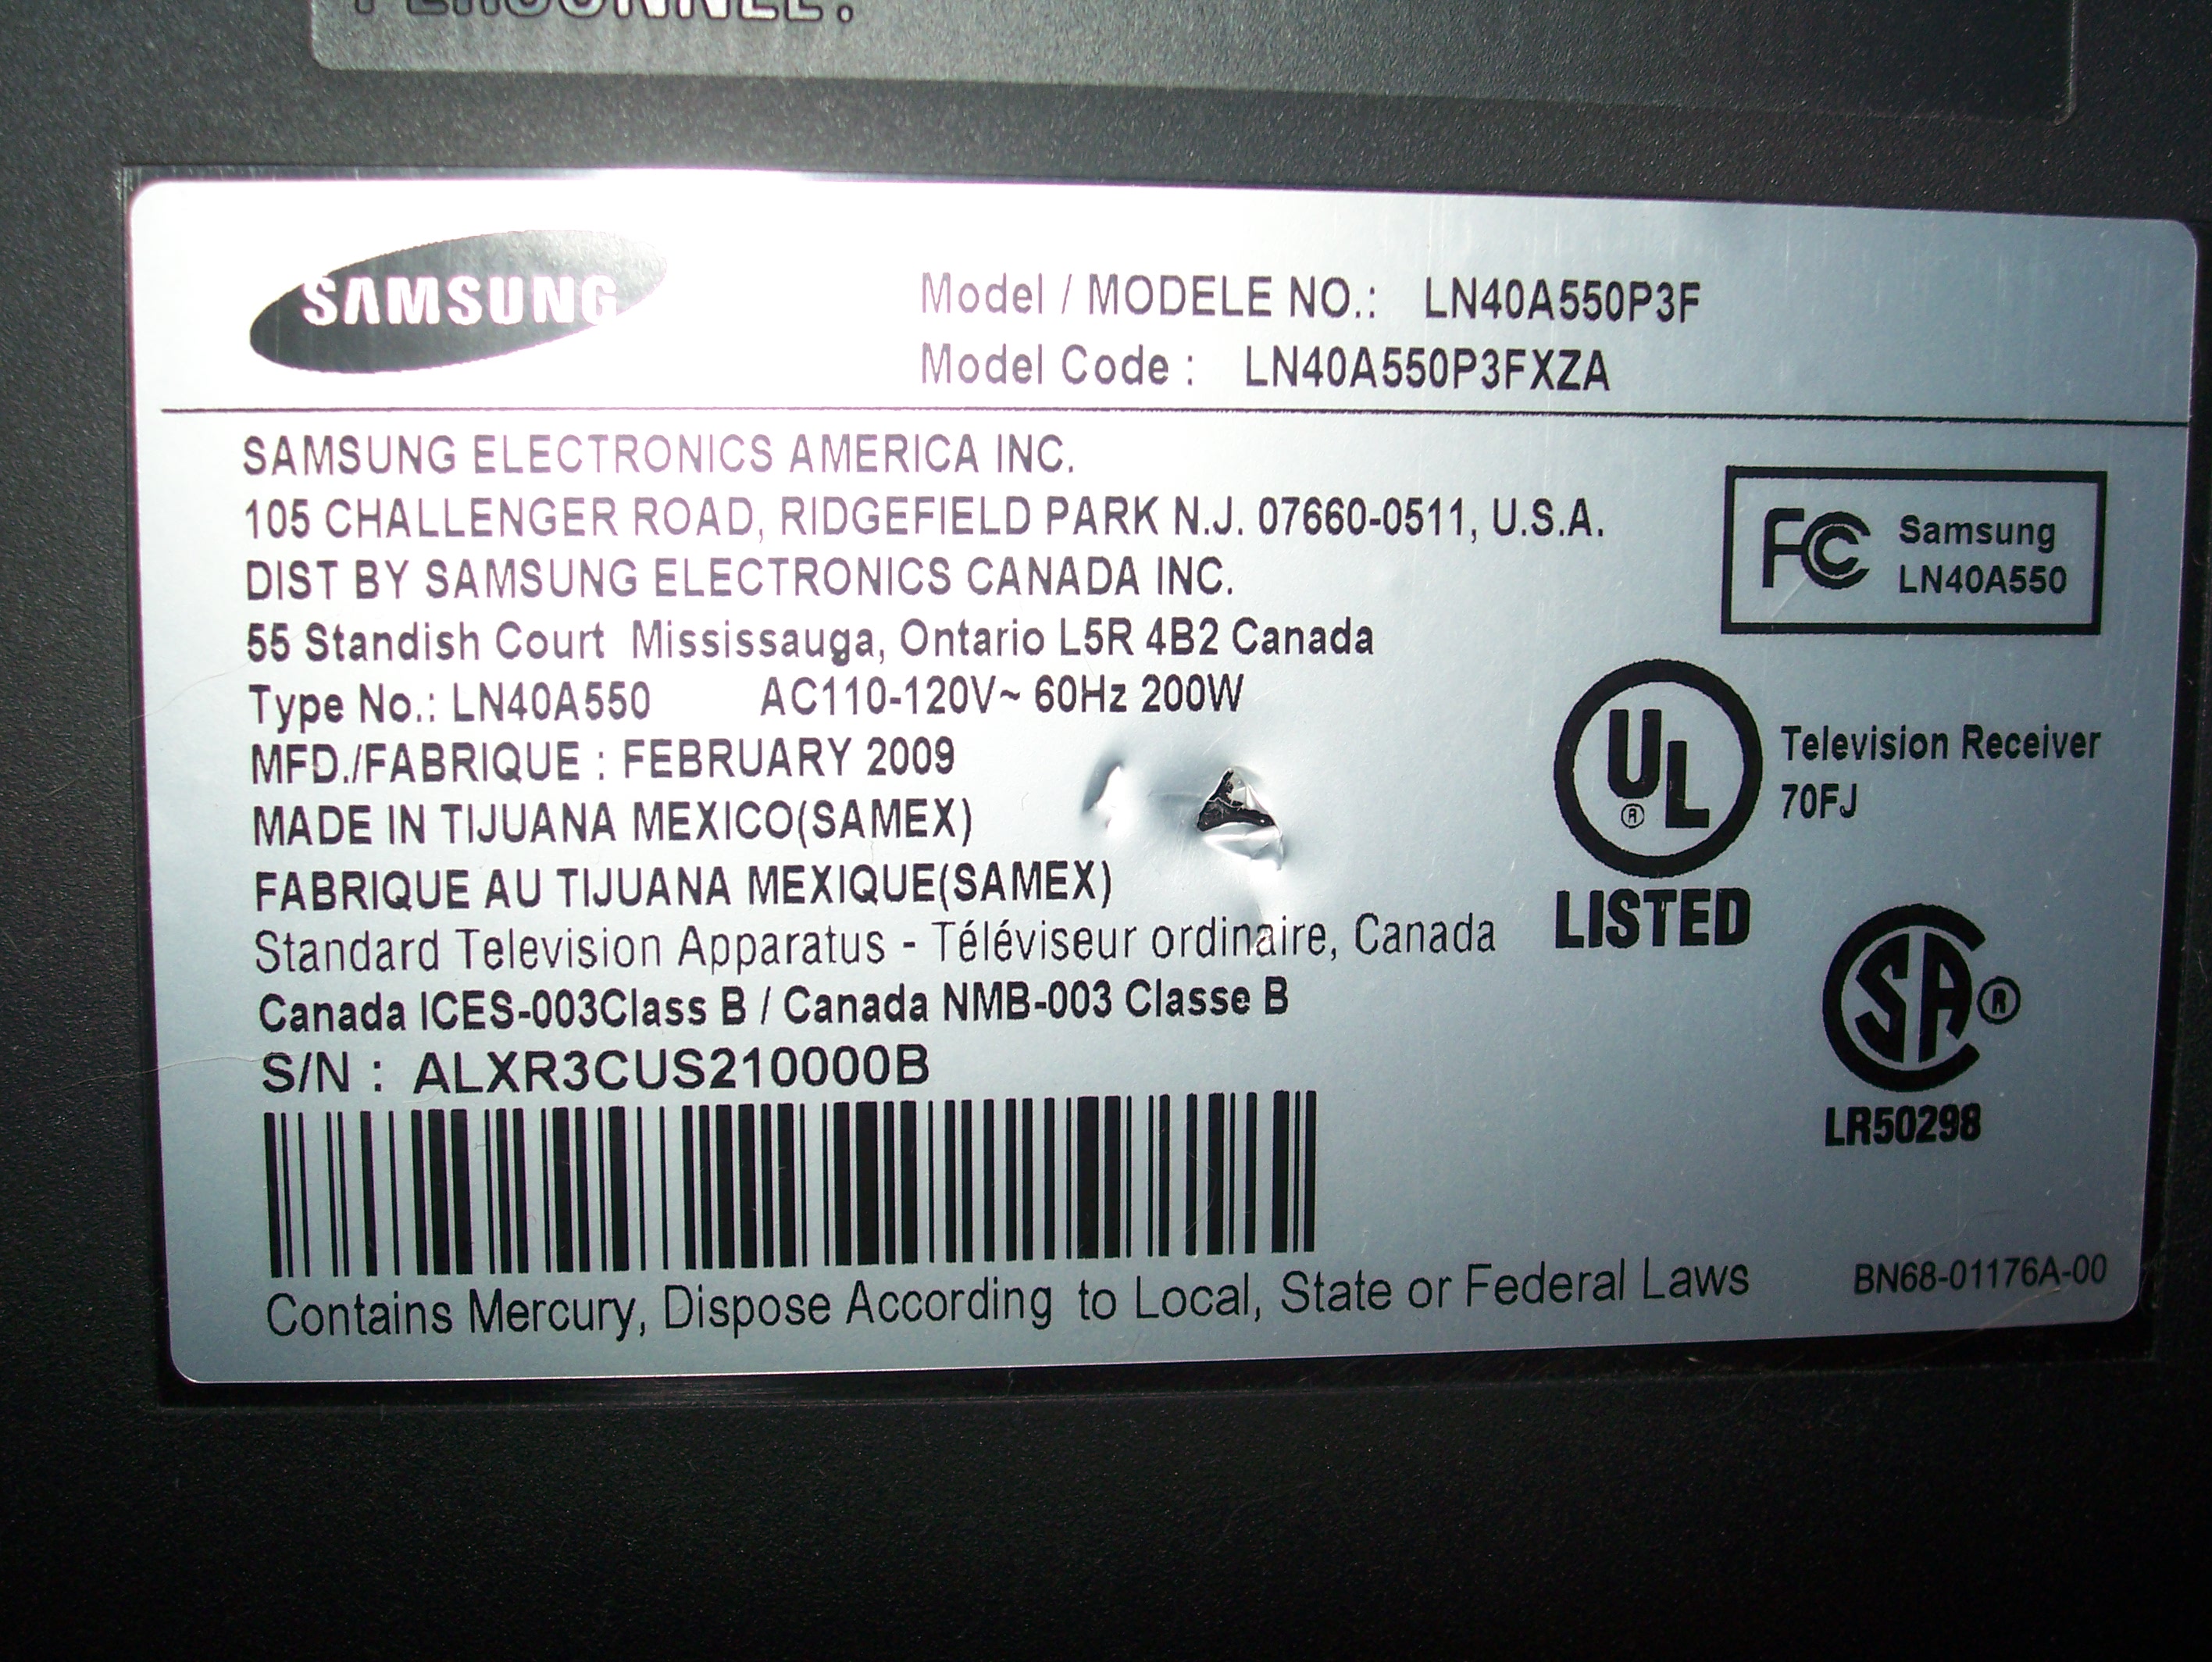 PERSONNEL.
SAMSUNG
Model / MODELE NO.: LN40A550P3F
Model Code : LN40A550P3FXZA
SAMSUNG ELECTRONICS AMERICA INC.
105 CHALLENGER ROAD, RIDGEFIELD PARK N.J. 07660-0511, U.S.A.
DIST BY SAMSUNG ELECTRONICS CANADA INC.
55 Standish Court Mississauga, Ontario L5R 4B2 Canada
Type No.: LN40A550 AC110-120V~ 60Hz 200W
MFD./FABRIQUE : FEBRUARY 2009
MADE IN TIJUANA MEXICO(SAMEX)
FABRIQUE AU TIJUANA MEXIQUE(SAMEX)
Standard Television Apparatus - Téléviseur ordinaire, Canada
Canada ICES-003Class B / Canada NMB-003 Classe B
S/N : ALXR3CUS210000B
Contains Mercury, Dispose According to Local, State or Federal Laws
FC Samsung
LN40A550
UL ®
LISTED
Television Receiver
70FJ
SA ®
LR50298
BN68-01176A-00